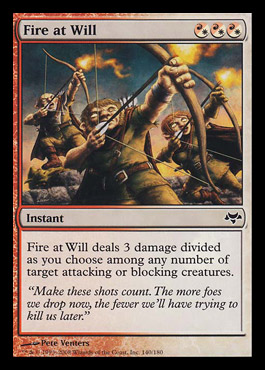 Fire at Will
Instant
Fire at Will deals 3 damage divided
as you choose among any number of
target attacking or blocking creatures.
“Make these shots count. The more foes
we drop now, the fewer we'll have trying to
kill us later.”
Pete Venters
140/180